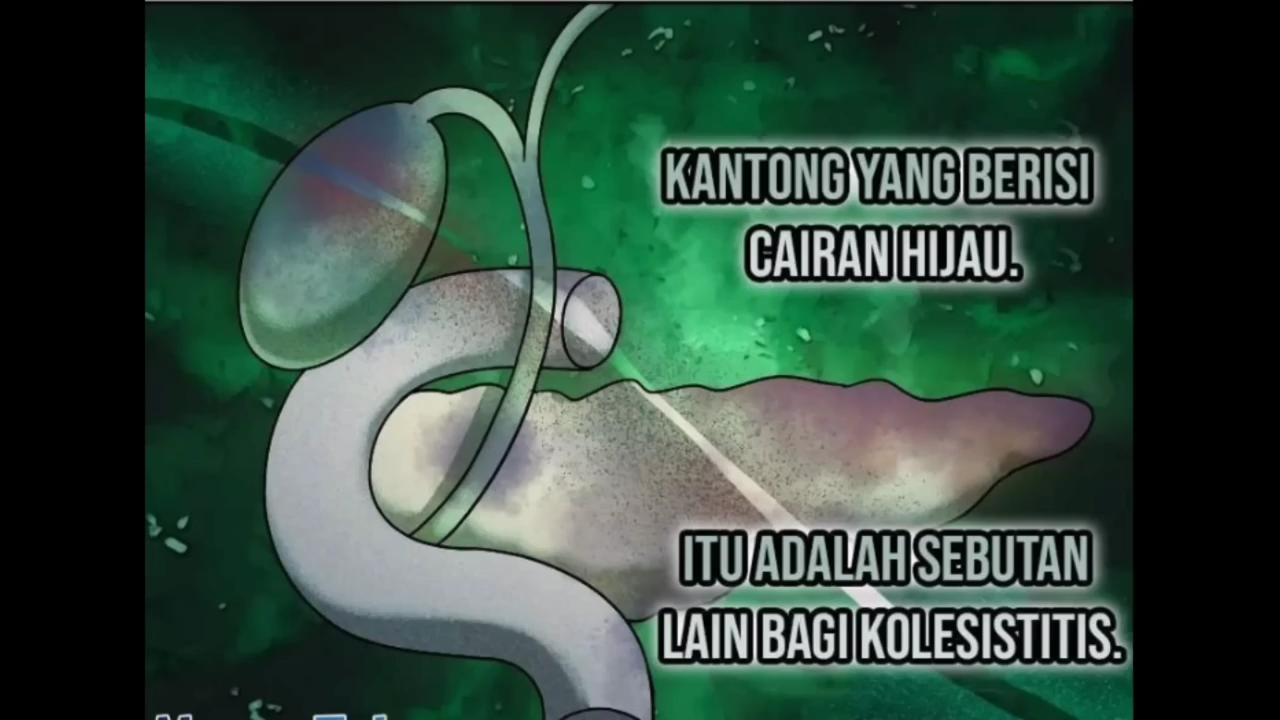 KANTONG YANG BERISI
CAIRAN HIJAU.
ITU ADALAH SEBUTAN
LAIN BAGI KOLESISTITIS.